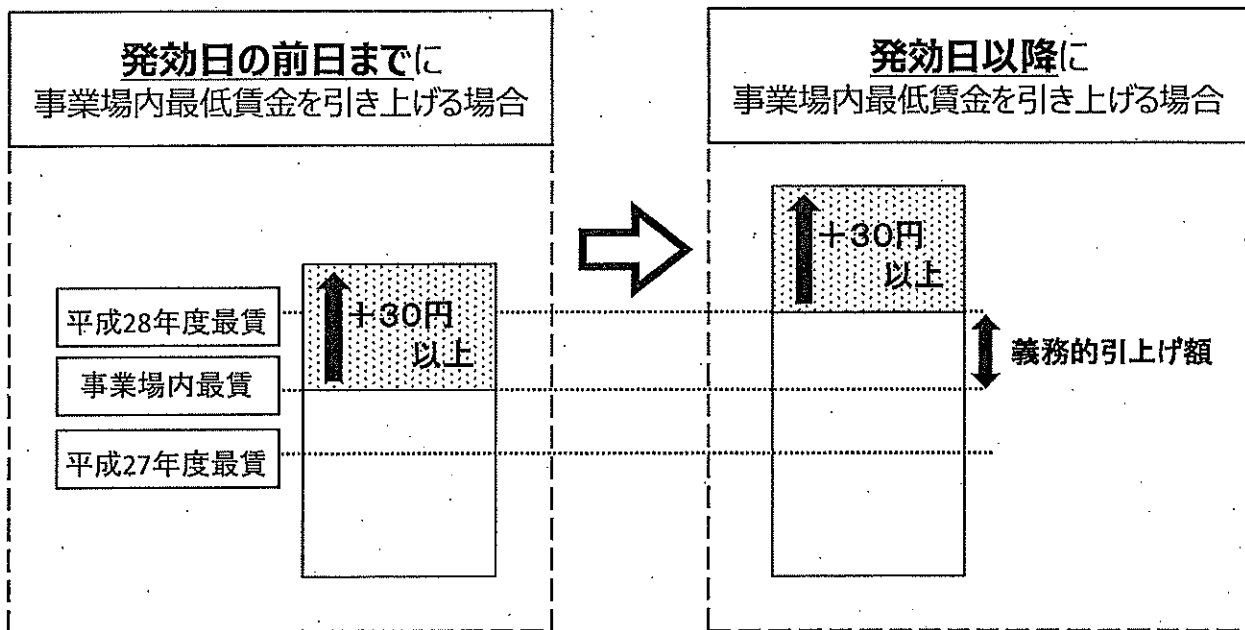 発効日の前日までに
事業場内最低賃金を引き上げる場合
発効日以降に
事業場内最低賃金を引き上げる場合
+30円
以上
+30円
以上
平成28年度最賃
事業場内最賃
平成27年度最賃
義務的引上げ額